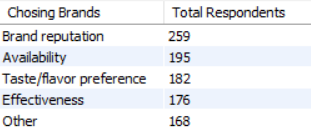 Chosing Brands Total Respondents
Brand reputation 259
Availability 195
Taste/flavor preference 182
Effectiveness 176
Other 168